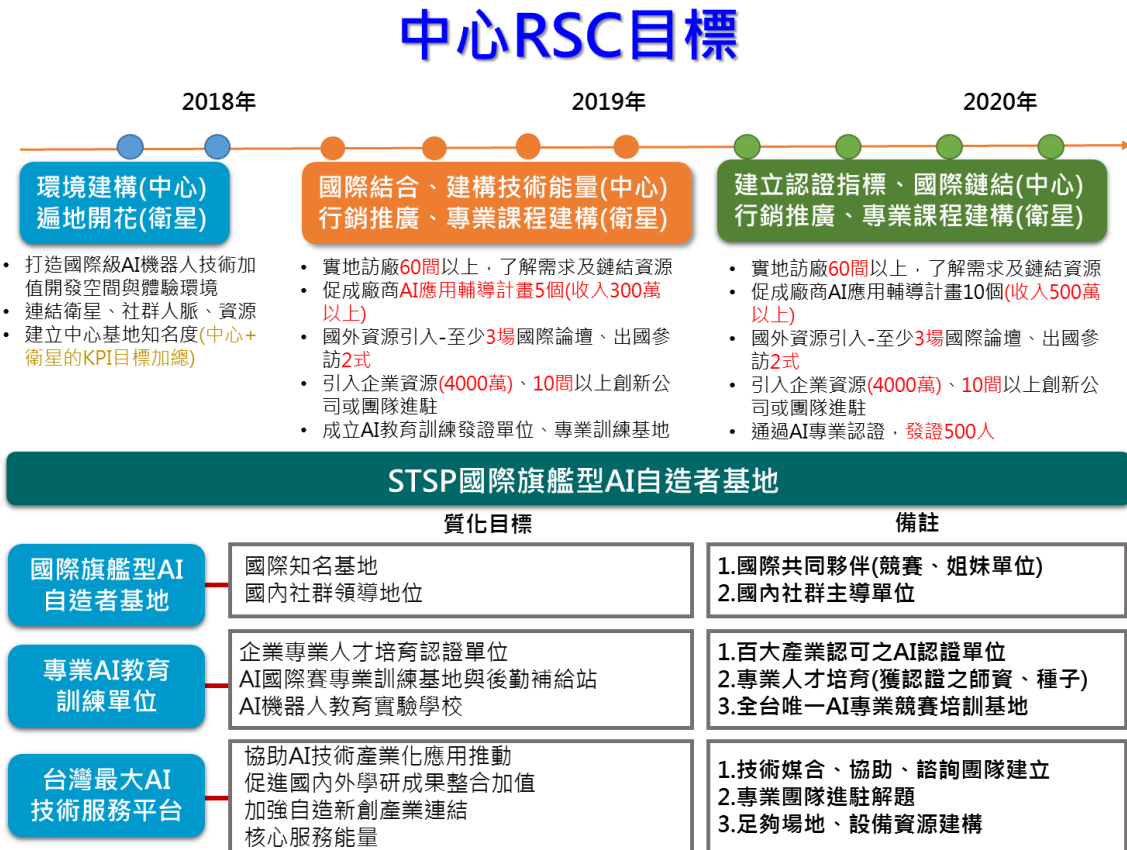 中心RSC目標
2018年
2019年
2020年
環境建構(中心)
遍地開花(衛星)
國際結合、建構技術能量(中心)
行銷推廣、專業課程建構(衛星)
建立認證指標、國際鏈結(中心)
行銷推廣、專業課程建構(衛星)
• 打造國際級AI機器人技術加
值開發空間與體驗環境
• 連結衛星、社群人脈、資源
• 建立中心基地知名度(中心+
衛星的KPI目標加總)
• 實地訪廠60間以上，了解需求及鏈結資源
• 促成廠商AI應用輔導計畫5個(收入300萬
以上)
• 國外資源引入-至少3場國際論壇、出國參
訪2式
• 引入企業資源(4000萬)、10間以上創新公
司或團隊進駐
• 成立AI教育訓練發證單位、專業訓練基地
• 實地訪廠60間以上，了解需求及鏈結資源
• 促成廠商AI應用輔導計畫10個(收入500萬
以上)
• 國外資源引入-至少3場國際論壇、出國參
訪2式
• 引入企業資源(4000萬)、10間以上創新公
司或團隊進駐
• 通過AI專業認證，發證500人
STSP國際旗艦型AI自造者基地
質化目標
備註
國際旗艦型AI
自造者基地
國際知名基地
國內社群領導地位
1.國際共同夥伴(競賽、姐妹單位)
2.國內社群主導單位
專業AI教育
訓練單位
企業專業人才培育認證單位
AI國際賽專業訓練基地與後勤補給站
AI機器人教育實驗學校
1.百大產業認可之AI認證單位
2.專業人才培育(獲認證之師資、種子)
3.全台唯一AI專業競賽培訓基地
台灣最大AI
技術服務平台
協助AI技術產業化應用推動
促進國內外學研成果整合加值
加強自造新創產業連結
核心服務能量
1.技術媒合、協助、諮詢團隊建立
2.專業團隊進駐解題
3.足夠場地、設備資源建構